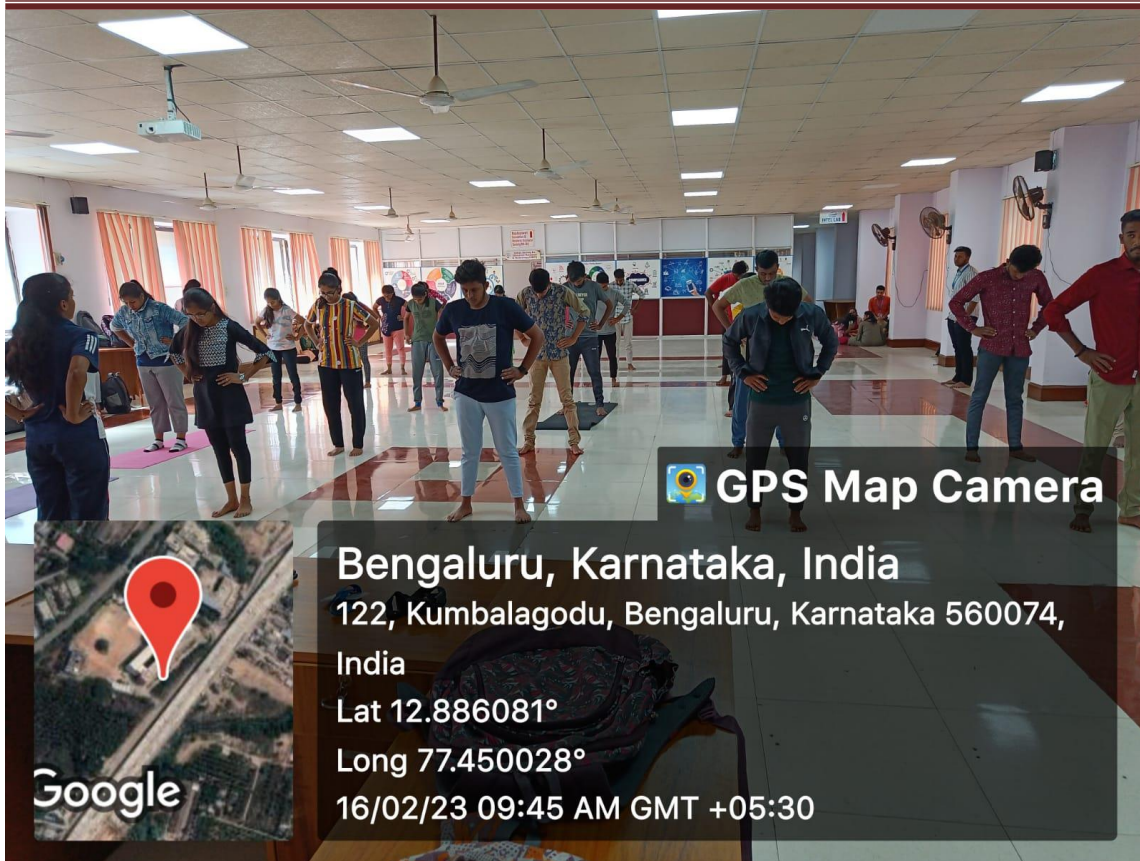 GPS Map Camera
Bengaluru, Karnataka, India
122, Kumbalagodu, Bengaluru, Karnataka 560074,
India
Lat 12.886081°
Long 77.450028°
16/02/23 09:45 AM GMT +05:30
Google